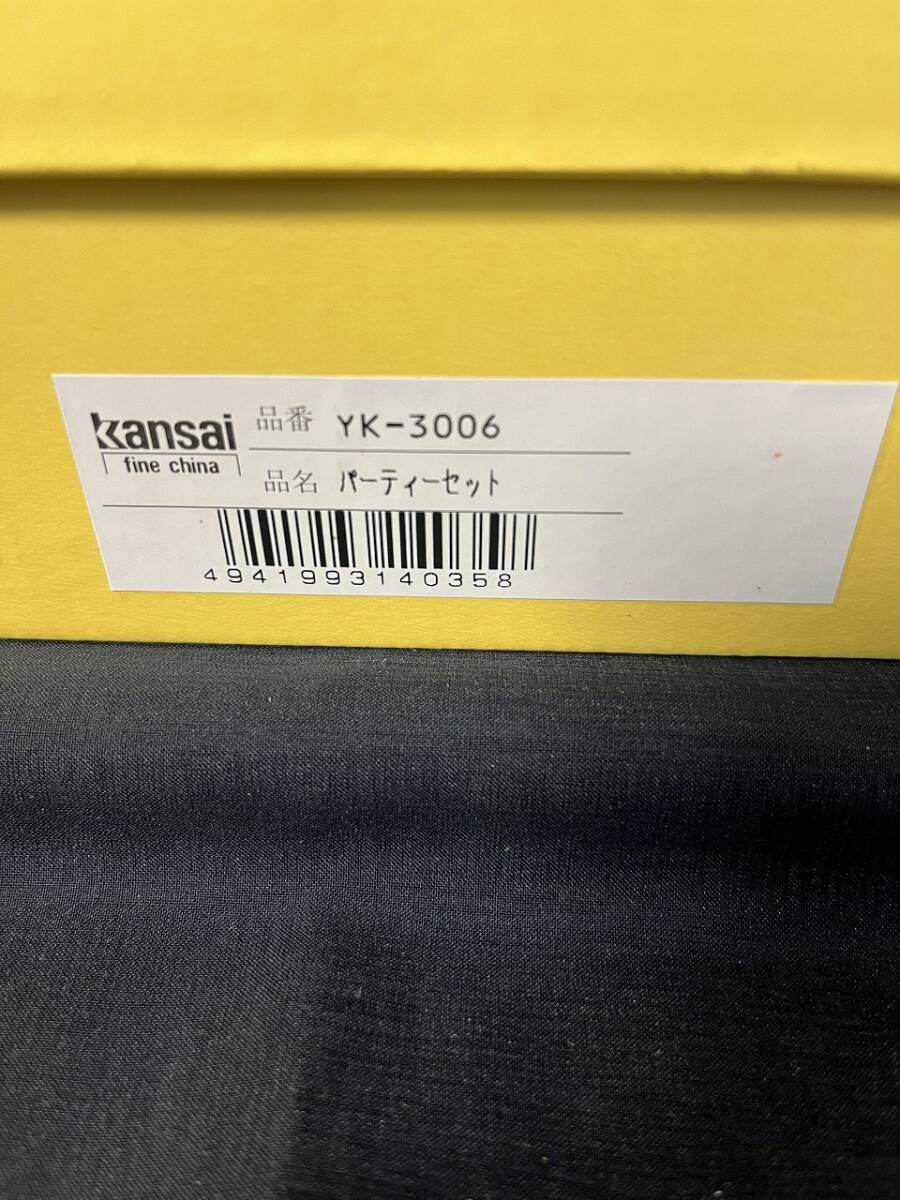 kansai
fine china
品番 YK-3006
品名 パーティーセット
4941993140358